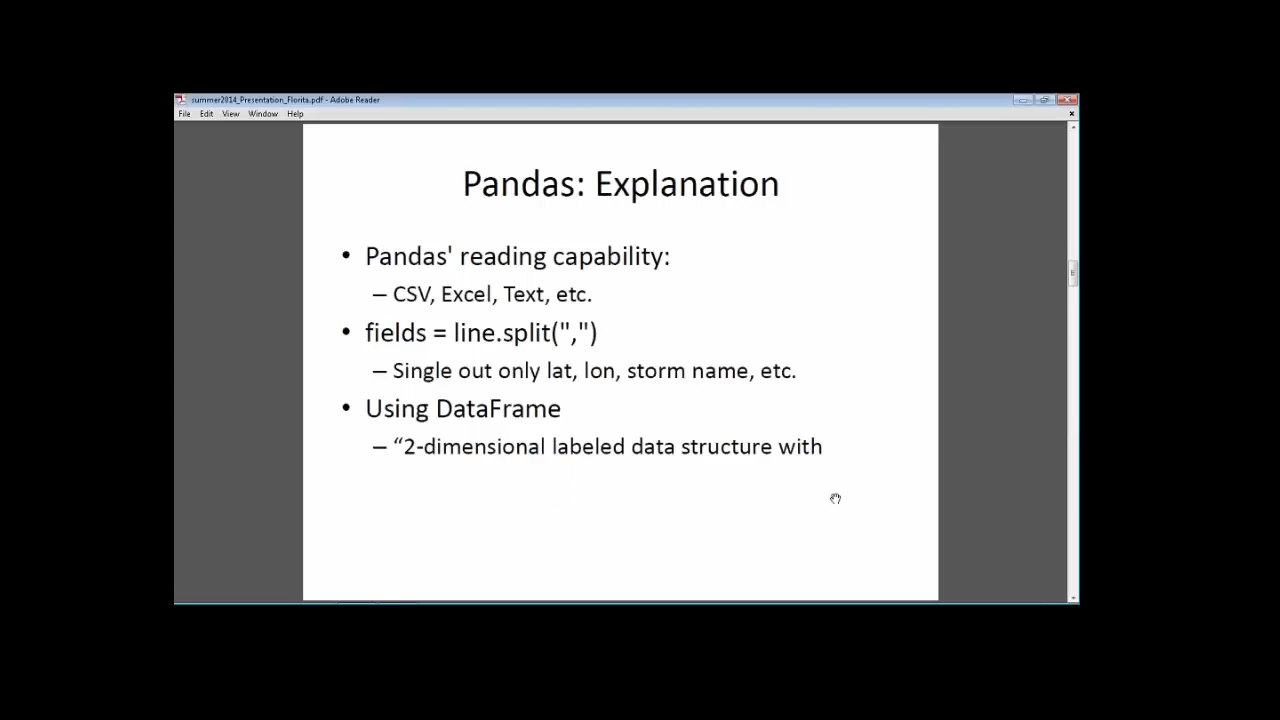 summer2014_Presentation_Florita.pdf - Adobe Reader
File Edit View Window Help
Pandas: Explanation
• Pandas' reading capability:
– CSV, Excel, Text, etc.
• fields = line.split(",")
– Single out only lat, lon, storm name, etc.
• Using DataFrame
– “2-dimensional labeled data structure with